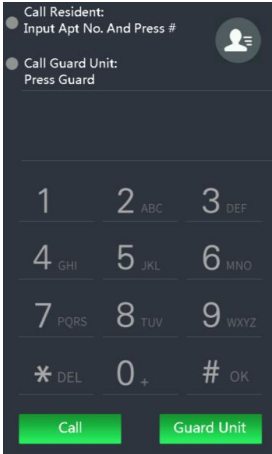 Call Resident:
Input Apt No. And Press #
Call Guard Unit:
Press Guard
1 2 ABC 3 DEF
4 GHI 5 JKL 6 MNO
7 PQRS 8 TUV 9 WXYZ
* DEL 0 + # OK
Call Guard Unit